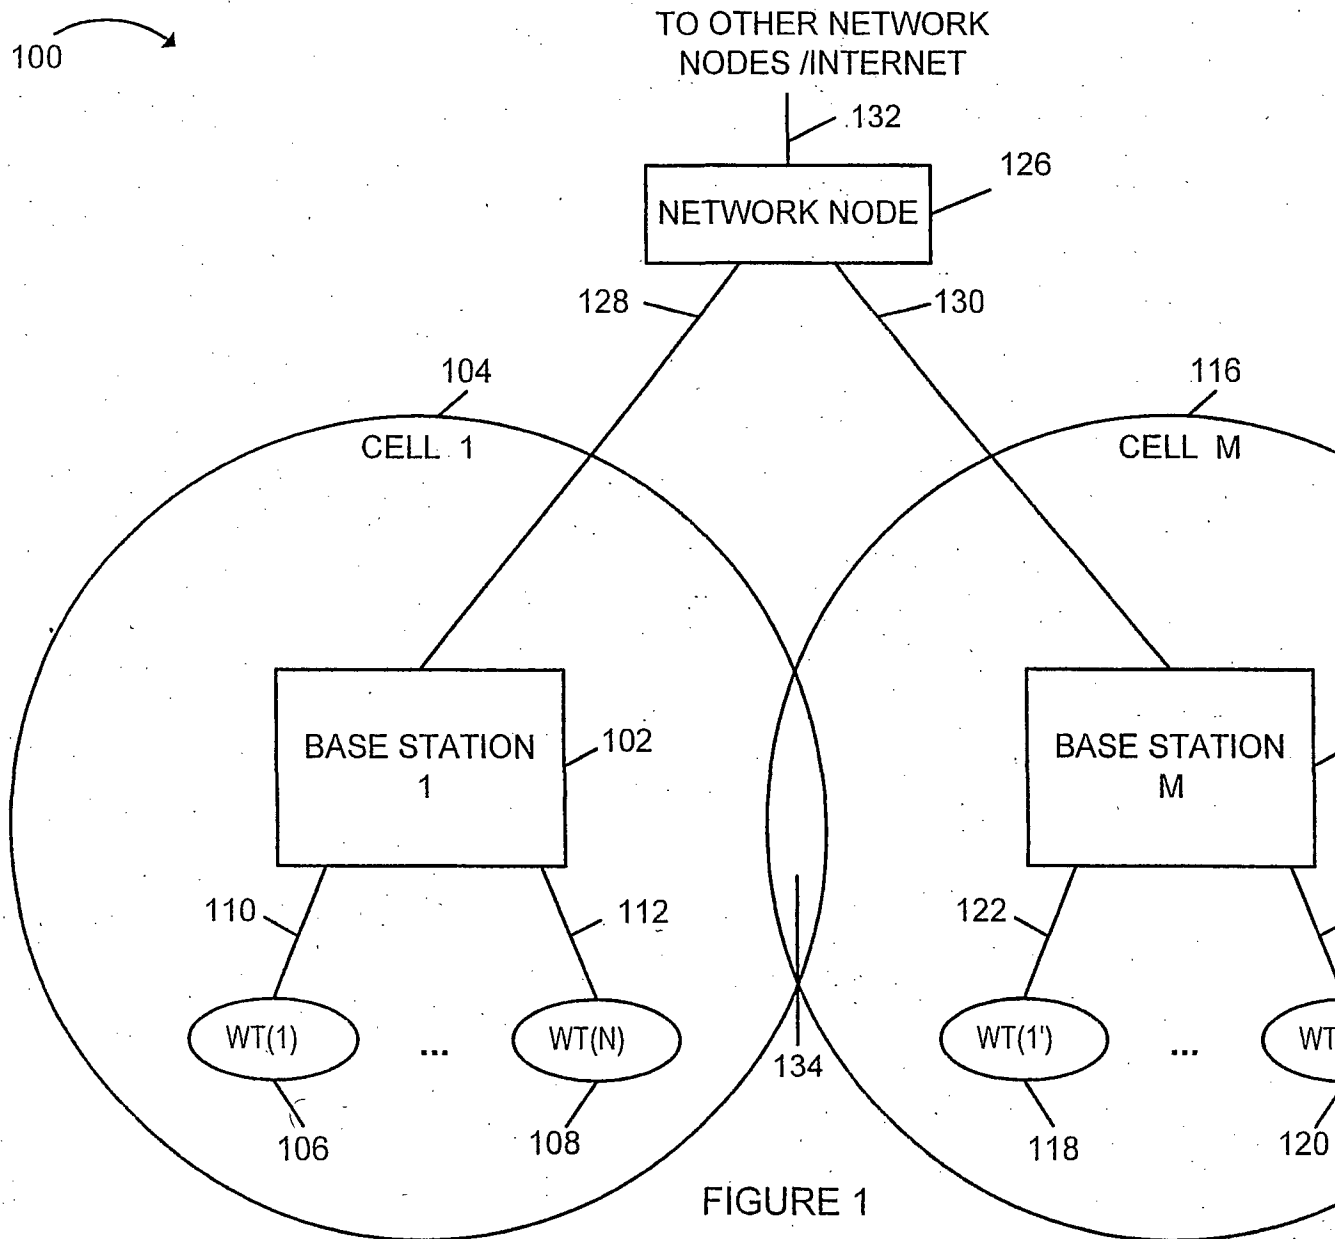 100
TO OTHER NETWORK
NODES /INTERNET
132
126
NETWORK NODE
128
130
104
116
CELL 1
CELL M
BASE STATION
1
102
BASE STATION
M
110
112
122
WT(1)
...
WT(N)
134
WT(1')
...
WT
106
108
118
120
FIGURE 1